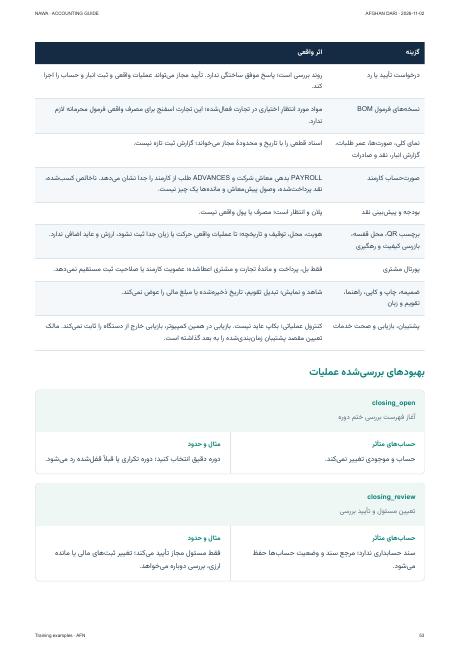 NAWA · ACCOUNTING GUIDE
AFGHAN DARI · 2026-11-02
گزینه
اثر واقعی
درخواست تأیید یا رد
روند بررسی است؛ پاسخ موفق ساختگی ندارد. تأیید مجاز می‌تواند عملیات واقعی و ثبت انبار و حساب را اجرا
کند.
نسخه‌های فرمول BOM
مواد مورد انتظار اختیاری در تجارت فعال‌شده؛ این تجارت اسفنج برای مصرف واقعی فرمول محرمانه لازم
ندارد.
نمای کلی، صورت‌ها، عمر طلبات،
گزارش انبار، نقد و صادرات
اسناد قطعی را با تاریخ و محدودهٔ مجاز می‌خواند؛ گزارش ثبت تازه نیست.
صورت‌حساب کارمند
PAYROLL بدهی معاش شرکت و ADVANCES طلب از کارمند را جدا نشان می‌دهد. ناخالص کسب‌شده،
نقد پرداخت‌شده، وصول پیش‌معاش و مانده‌ها یک چیز نیست.
بودجه و پیش‌بینی نقد
پلان و انتظار است؛ مصرف یا پول واقعی نیست.
برچسب QR، محل قفسه،
بازرسی کیفیت و رهگیری
هویت، محل، توقیف و تاریخچه؛ تا عملیات واقعی حرکت یا زیان جدا ثبت نشود، ارزش و عاید اضافی ندارد.
پورتال مشتری
فقط بل، پرداخت و ماندهٔ تجارت و مشتری اعطاشده؛ عضویت کارمند یا صلاحیت ثبت مستقیم نمی‌دهد.
ضمیمه، چاپ و کاپی، راهنما،
تقویم و زبان
شاهد و نمایش؛ تبدیل تقویم، تاریخ ذخیره‌شده یا مبلغ مالی را عوض نمی‌کند.
پشتیبان، بازیابی و صحت خدمات
کنترول عملیاتی؛ بکاپ عاید نیست. بازیابی در همین کمپیوتر، بازیابی خارج از دستگاه را ثابت نمی‌کند. مالک
تعیین مقصد پشتیبان زمان‌بندی‌شده را به بعد گذاشته است.
بهبودهای بررسی‌شده عملیات
closing_open
آغاز فهرست بررسی ختم دوره
حساب‌های متأثر
حساب و موجودی تغییر نمی‌کند.
مثال و حدود
دوره دقیق انتخاب کنید؛ دوره تکراری یا قبلاً قفل‌شده رد می‌شود.
closing_review
تعیین مسئول و تأیید بررسی
حساب‌های متأثر
سند حسابداری ندارد؛ مرجع سند و وضعیت حساب‌ها حفظ
می‌شود.
مثال و حدود
فقط مسئول مجاز تأیید می‌کند؛ تغییر ثبت‌های مالی یا مانده
ارزی، بررسی دوباره می‌خواهد.
Training examples · AFN
53